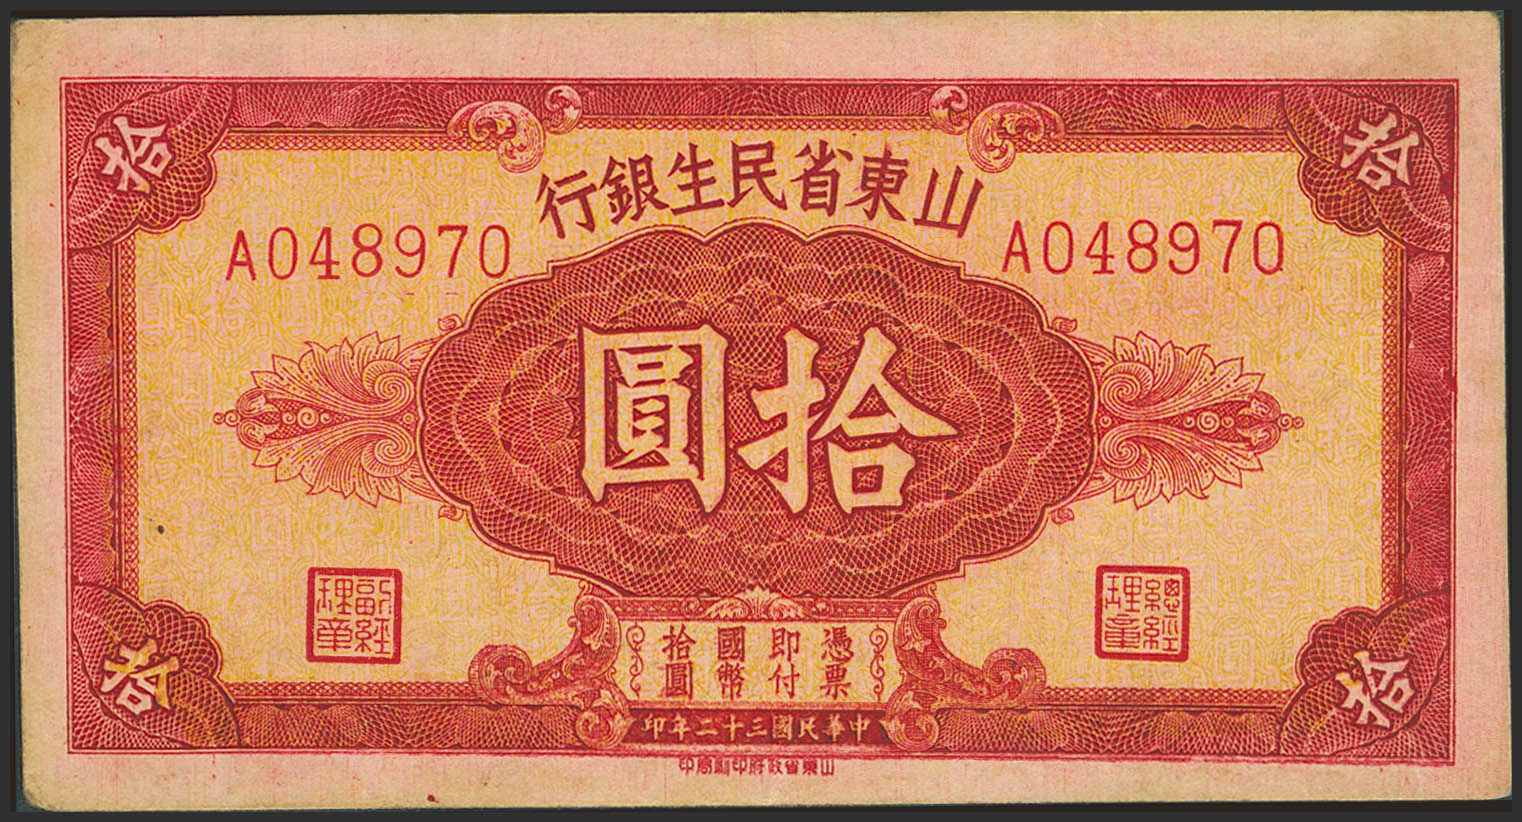 拾
拾
山東省民生銀行
A048970
A048970
拾圓
總經理章
副經理章
憑票
即付
國幣
拾圓
拾
拾
中華民國三十二年印
山東省政府印刷局印